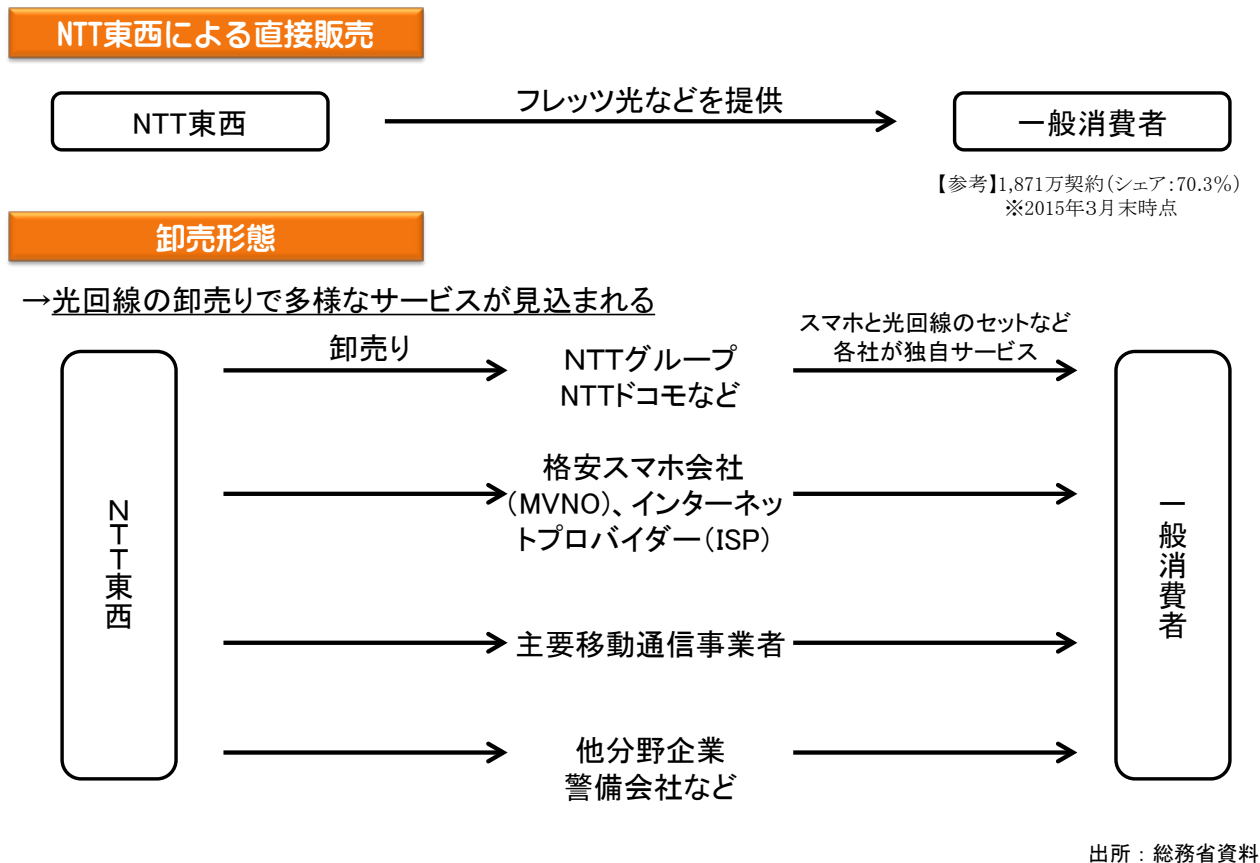 NTT東西による直接販売
NTT東西
フレッツ光などを提供
一般消費者
【参考】1,871万契約(シェア:70.3%)
※2015年3月末時点
卸売形態
→光回線の卸売りで多様なサービスが見込まれる
NTT東西
卸売り
NTTグループ
NTTドコモなど
スマホと光回線のセットなど
各社が独自サービス
格安スマホ会社
(MVNO)、インターネッ
トプロバイダー(ISP)
主要移動通信事業者
他分野企業
警備会社など
一般消費者
出所:総務省資料